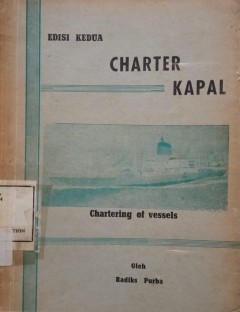 EDISI KEDUA
CHARTER
KAPAL
Chartering of vessels
Oleh
Radiks Purba